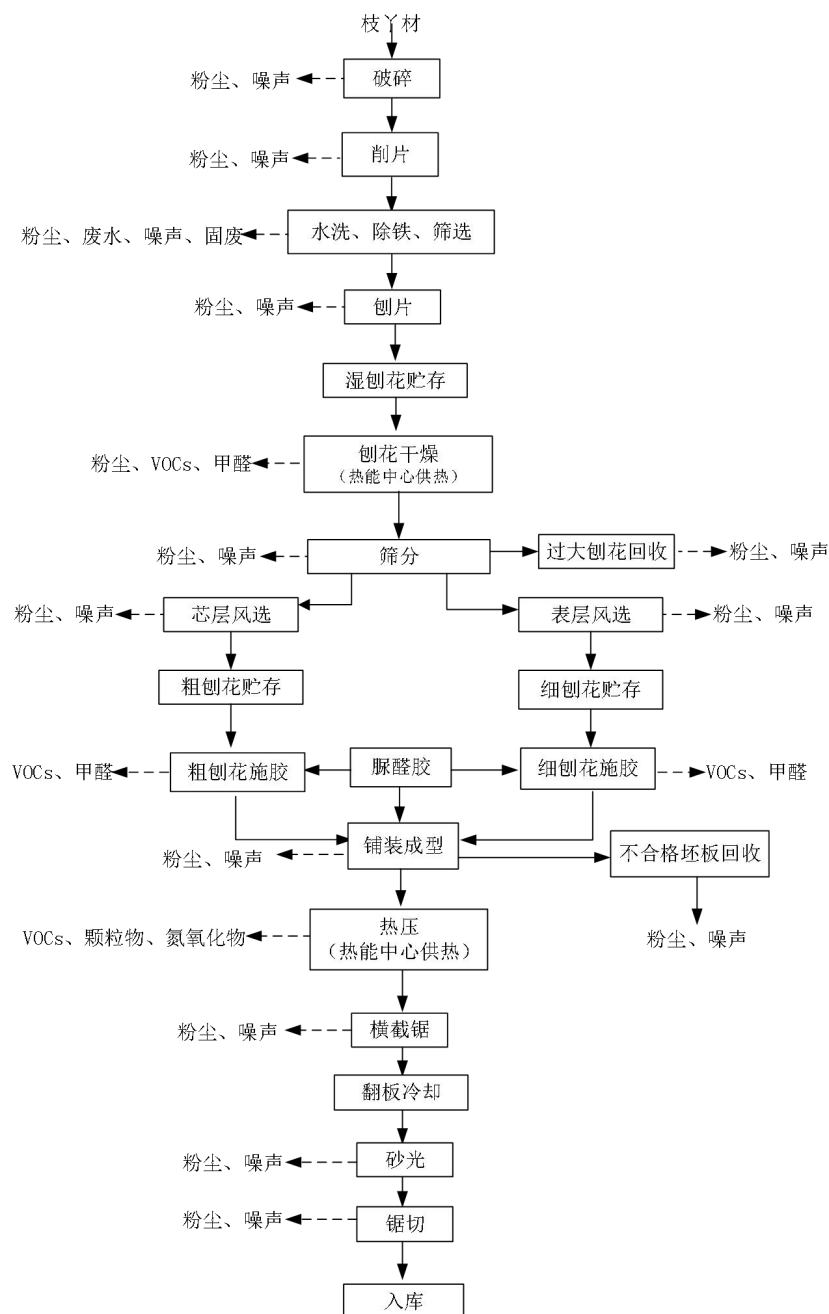 枝丫材
粉尘、噪声
破碎
粉尘、噪声
削片
粉尘、废水、噪声、固废
水洗、除铁、筛选
粉尘、噪声
刨片
湿刨花贮存
粉尘、VOCs、甲醛
刨花干燥
(热能中心供热)
粉尘、噪声
筛分
过大刨花回收
粉尘、噪声
粉尘、噪声
芯层风选
表层风选
粉尘、噪声
粗刨花贮存
细刨花贮存
VOCs、甲醛
粗刨花施胶
脲醛胶
细刨花施胶
VOCs、甲醛
粉尘、噪声
铺装成型
不合格坯板回收
VOCs、颗粒物、氮氧化物
热压
(热能中心供热)
粉尘、噪声
粉尘、噪声
横截锯
翻板冷却
粉尘、噪声
砂光
粉尘、噪声
锯切
入库